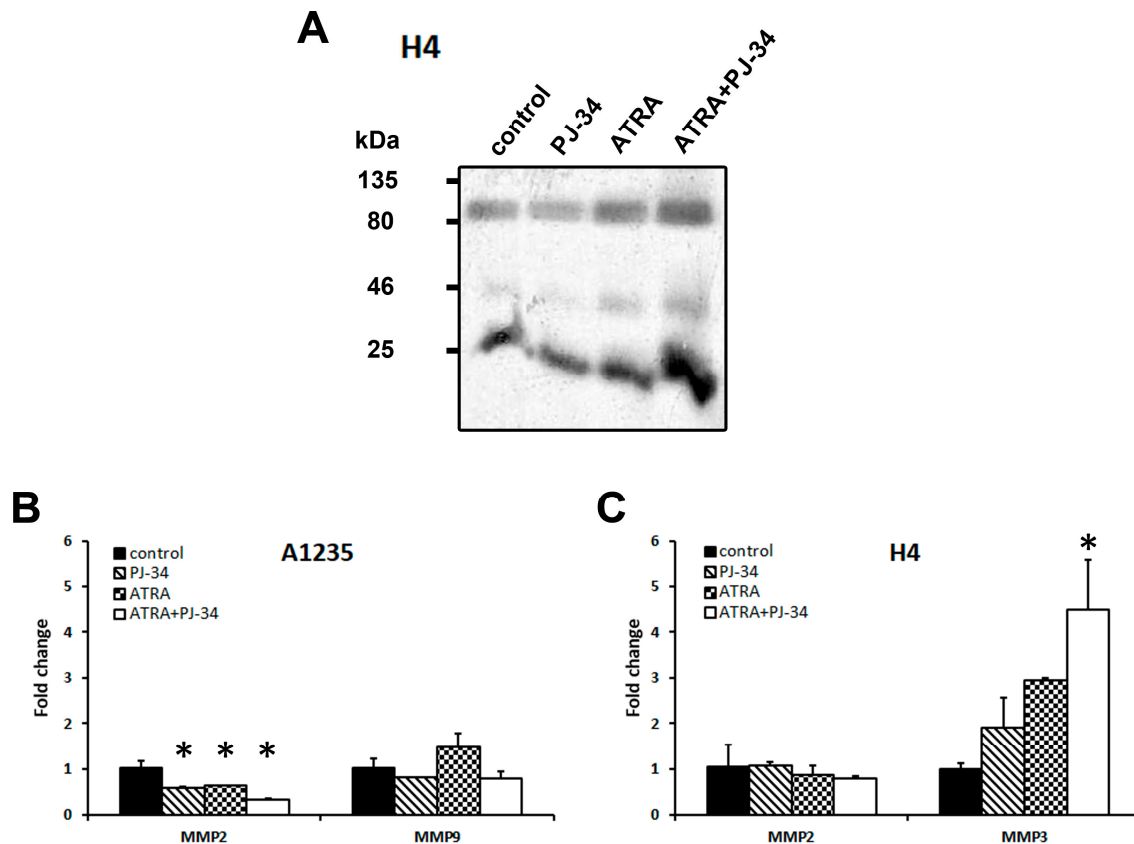 A
H4
control
PJ-34
ATRA
ATRA+PJ-34
kDa
135
80
46
25
B
A1235
Fold change
6
5
4
3
2
1
0
control
PJ-34
ATRA
ATRA+PJ-34
* * *
MMP2
MMP9
C
H4
Fold change
6
5
4
3
2
1
0
control
PJ-34
ATRA
ATRA+PJ-34
*
MMP2
MMP3